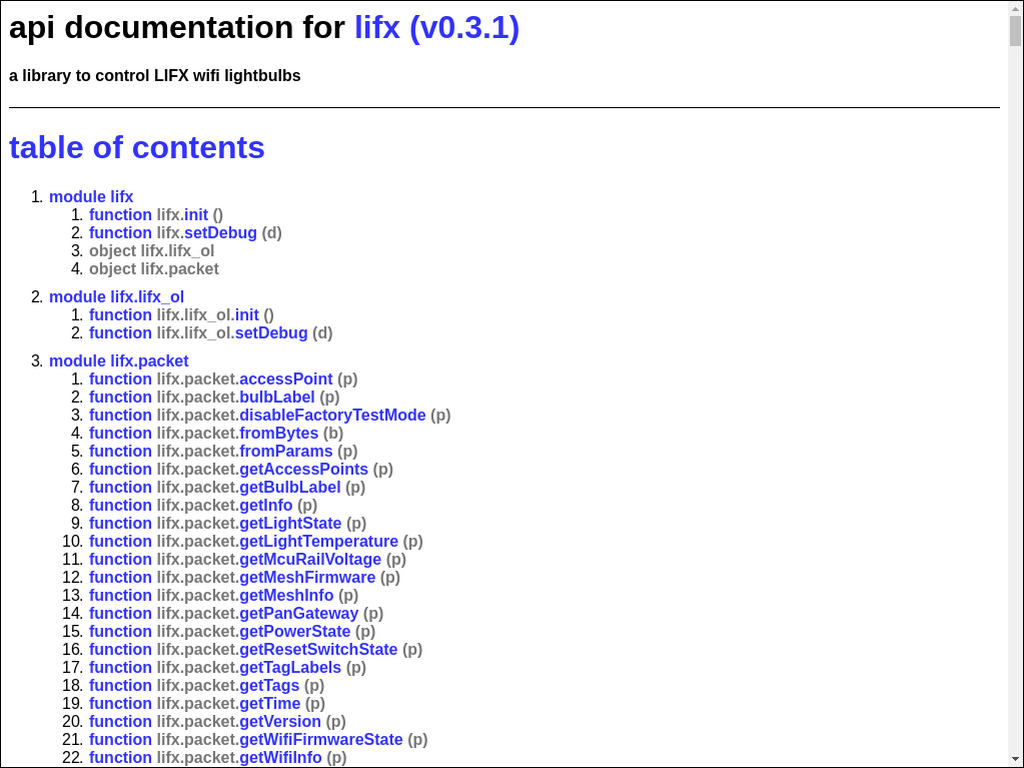 api documentation for lifx (v0.3.1)
a library to control LIFX wifi lightbulbs
table of contents
1. module lifx
1. function lifx.init ()
2. function lifx.setDebug (d)
3. object lifx.lifx_ol
4. object lifx.packet
2. module lifx.lifx_ol
1. function lifx.lifx_ol.init ()
2. function lifx.lifx_ol.setDebug (d)
3. module lifx.packet
1. function lifx.packet.accessPoint (p)
2. function lifx.packet.bulbLabel (p)
3. function lifx.packet.disableFactoryTestMode (p)
4. function lifx.packet.fromBytes (b)
5. function lifx.packet.fromParams (p)
6. function lifx.packet.getAccessPoints (p)
7. function lifx.packet.getBulbLabel (p)
8. function lifx.packet.getInfo (p)
9. function lifx.packet.getLightState (p)
10. function lifx.packet.getLightTemperature (p)
11. function lifx.packet.getMcuRailVoltage (p)
12. function lifx.packet.getMeshFirmware (p)
13. function lifx.packet.getMeshInfo (p)
14. function lifx.packet.getPanGateway (p)
15. function lifx.packet.getPowerState (p)
16. function lifx.packet.getResetSwitchState (p)
17. function lifx.packet.getTagLabels (p)
18. function lifx.packet.getTags (p)
19. function lifx.packet.getTime (p)
20. function lifx.packet.getVersion (p)
21. function lifx.packet.getWifiFirmwareState (p)
22. function lifx.packet.getWifiInfo (p)